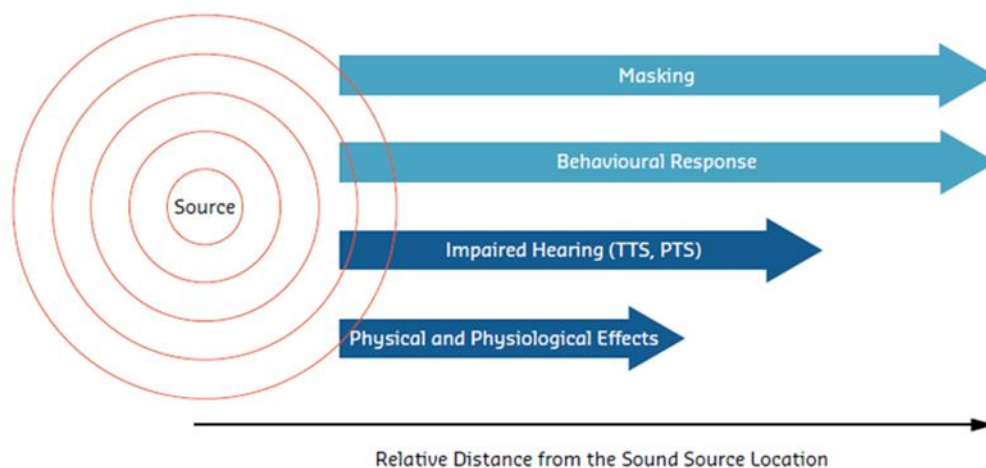 Masking
Behavioural Response
Source
Impaired Hearing (TTS, PTS)
Physical and Physiological Effects
Relative Distance from the Sound Source Location